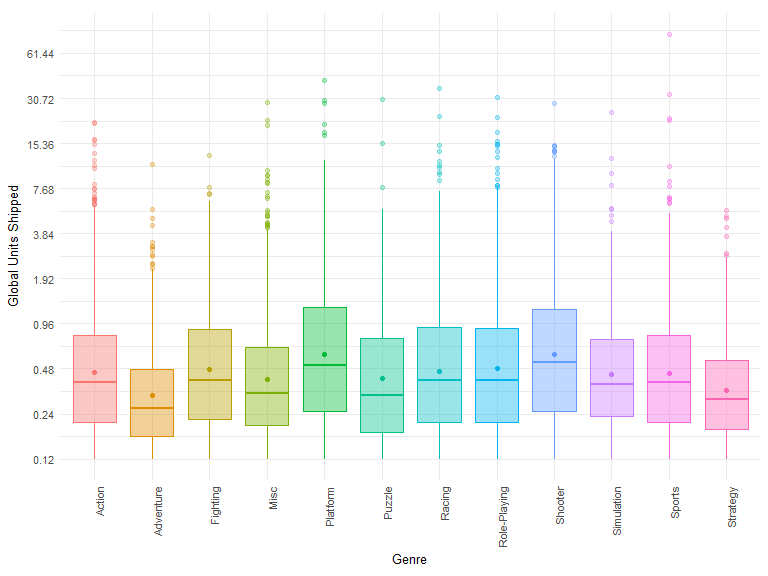 61.44
30.72
15.36
7.68
3.84
1.92
0.96
0.48
0.24
0.12
Global Units Shipped
Action
Adventure
Fighting
Misc
Platform
Puzzle
Racing
Role-Playing
Shooter
Simulation
Sports
Strategy
Genre